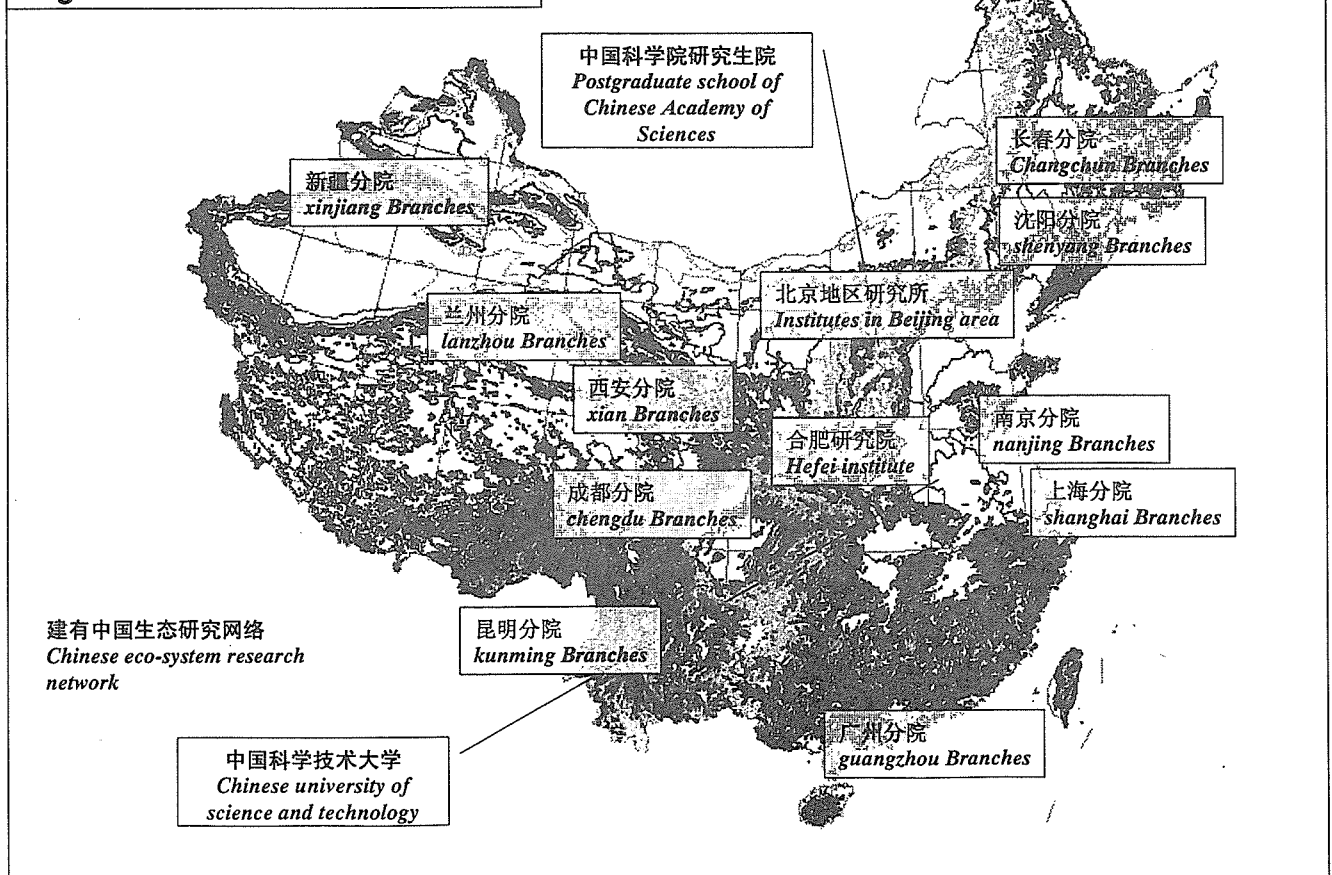 中国科学院研究生院
Postgraduate school of
Chinese Academy of
Sciences
长春分院
Changchun Branches
新疆分院
xinjiang Branches
沈阳分院
shenyang Branches
北京地区研究所
Institutes in Beijing area
兰州分院
lanzhou Branches
西安分院
xian Branches
南京分院
nanjing Branches
合肥研究院
Hefei institute
成都分院
chengdu Branches
上海分院
shanghai Branches
昆明分院
kunming Branches
建有中国生态研究网络
Chinese eco-system research
network
广州分院
guangzhou Branches
中国科学技术大学
Chinese university of
science and technology